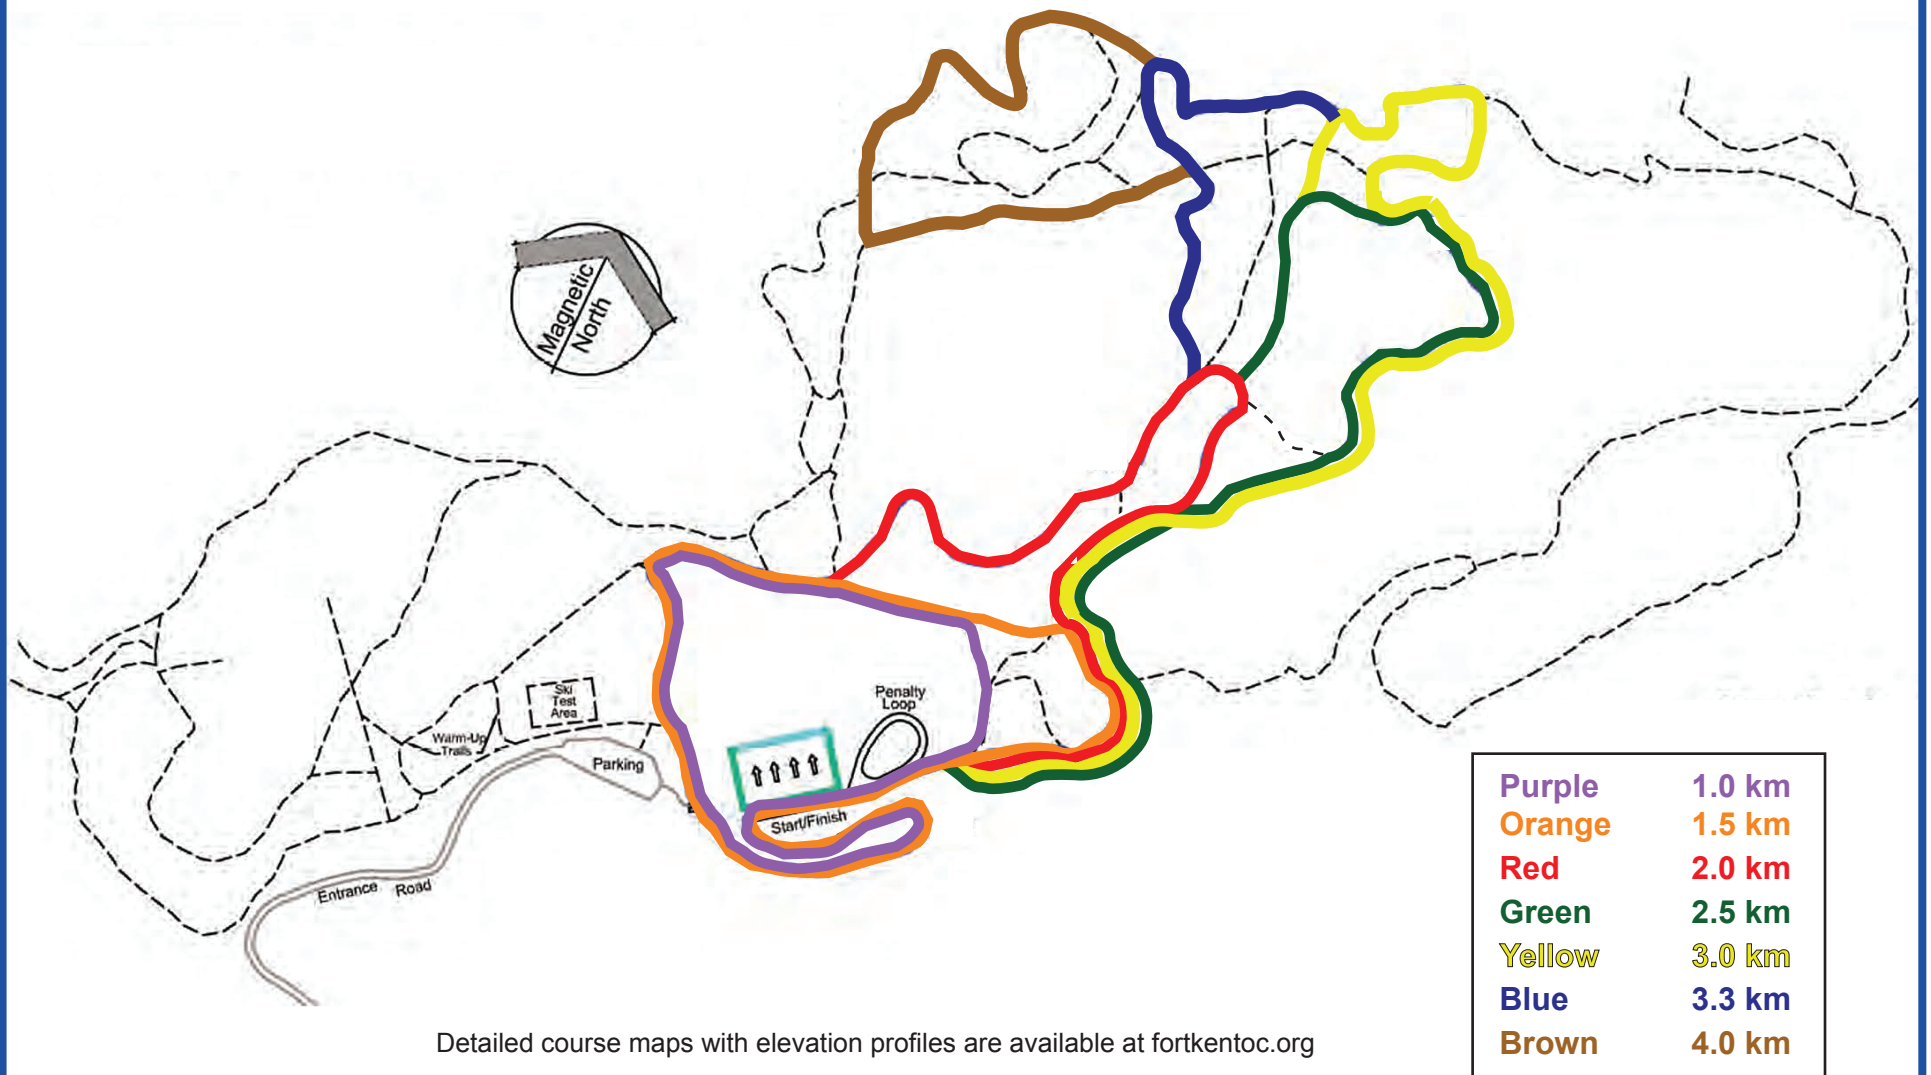 Magnetic
North
Ski
Test
Area
Penalty
Loop
Warm-Up
Trails
Parking
Start/Finish
Entrance Road
Purple 1.0 km
Orange 1.5 km
Red 2.0 km
Green 2.5 km
Yellow 3.0 km
Blue 3.3 km
Brown 4.0 km
Detailed course maps with elevation profiles are available at fortkentoc.org